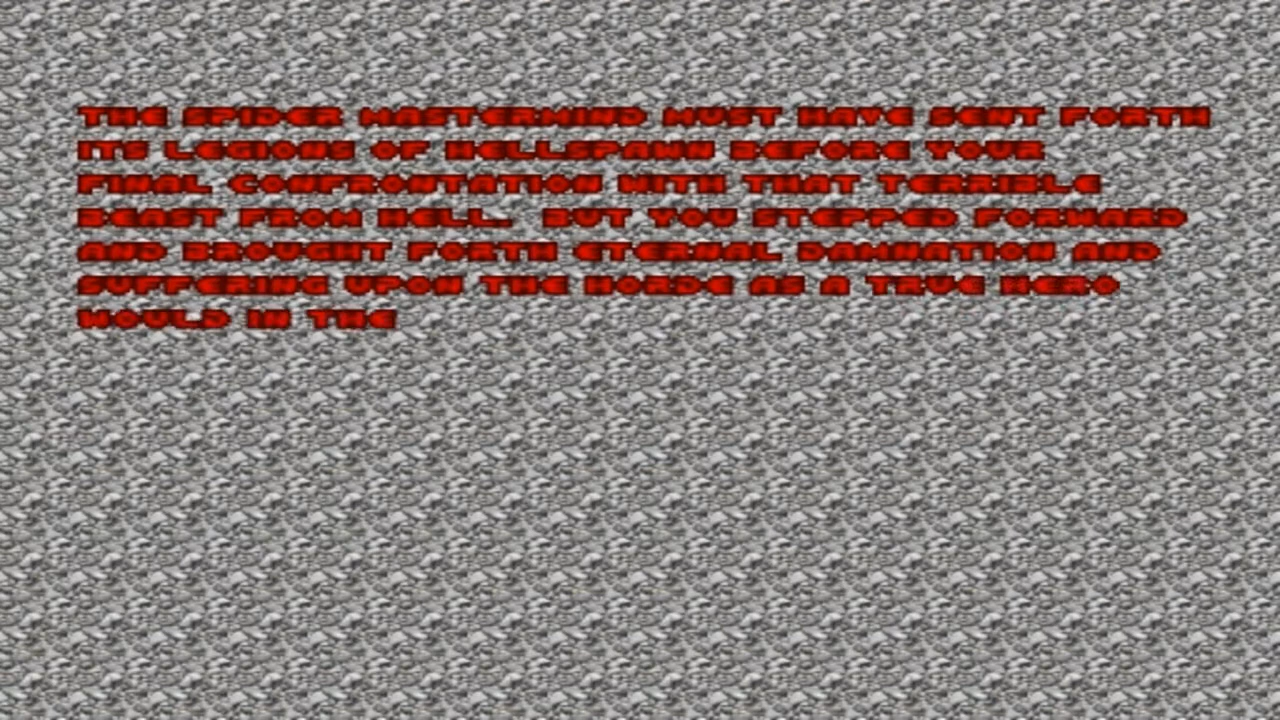 THE SPIDER MASTERMIND MUST HAVE SENT FORTH
ITS LEGIONS OF HELLSPAWN BEFORE YOUR
FINAL CONFRONTATION WITH THAT TERRIBLE
BEAST FROM HELL.  BUT YOU STEPPED FORWARD
AND BROUGHT FORTH ETERNAL DAMNATION AND
SUFFERING UPON THE HORDE AS A TRUE HERO
WOULD IN THE